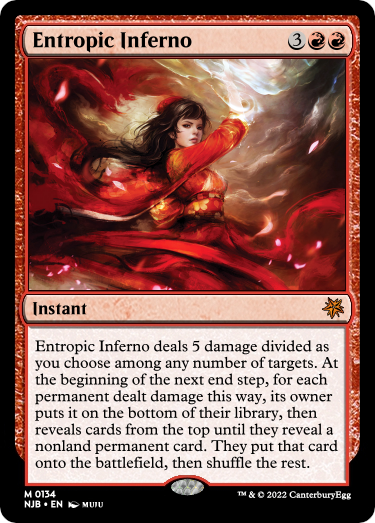 Entropic Inferno 3
Instant
Entropic Inferno deals 5 damage divided as
you choose among any number of targets. At
the beginning of the next end step, for each
permanent dealt damage this way, its owner
puts it on the bottom of their library, then
reveals cards from the top until they reveal a
nonland permanent card. They put that card
onto the battlefield, then shuffle the rest.
M 0134
NJB • EN MUJU ™ & © 2022 CanterburyEgg